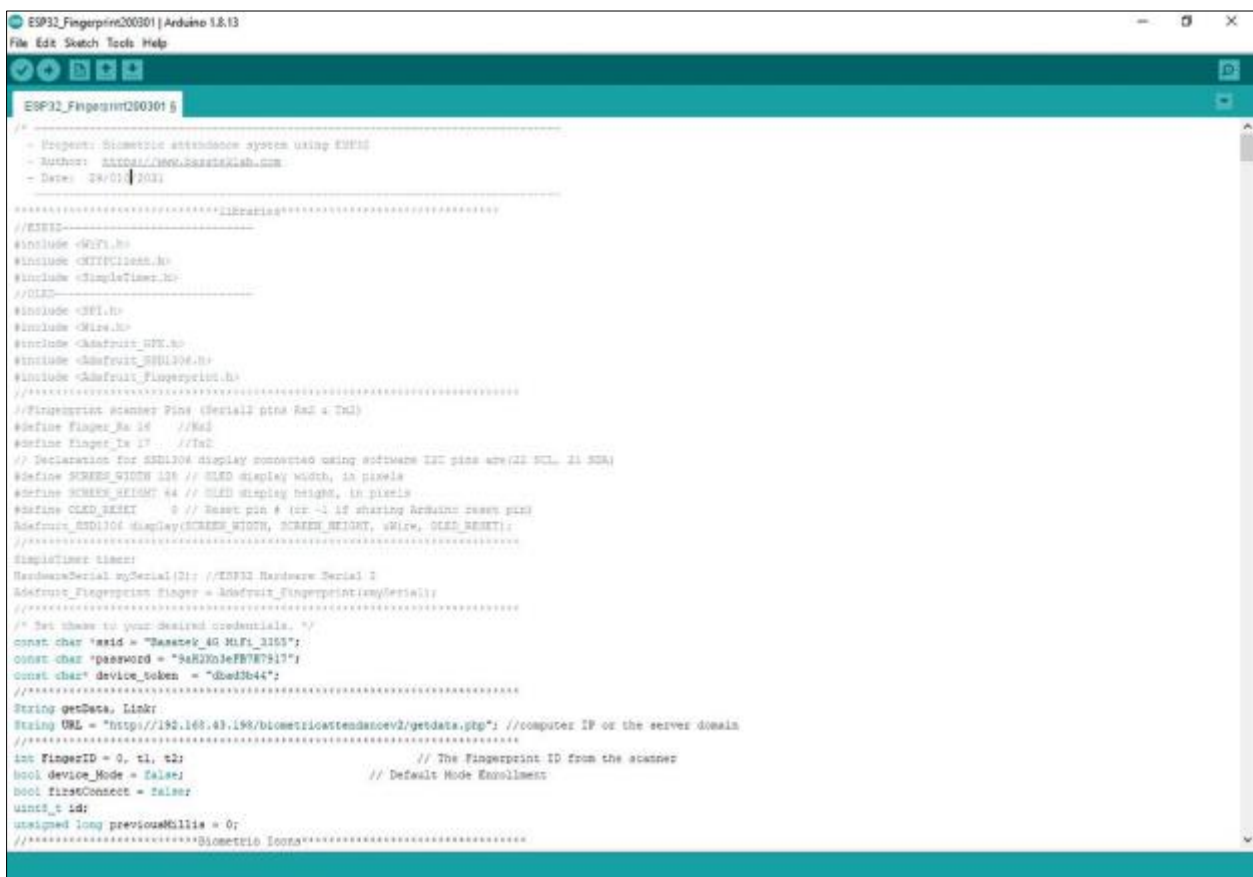 ESP32_Fingerprint200301 | Arduino 1.8.13
File Edit Sketch Tools Help
ESP32_Fingerprint200301 §
/* ---
- Project: Biometric attendance system using ESP32
- Author: https://www.basateklab.com
- Date:
---
******************************Libraries********************************
//ESP32---
#include <WiFi.h>
#include <HTTPClient.h>
#include <SimpleTimer.h>
//OLED---
#include <SPI.h>
#include <Wire.h>
#include <Adafruit_GFX.h>
#include <Adafruit_SSD1306.h>
#include <Adafruit_Fingerprint.h>
//************************************************************************
//Fingerprint scanner Pins (Serial2 pins Rx2 & Tx2)
#define Finger_Rx 16 //Rx2
#define Finger_Tx 17 //Tx2
// Declaration for SSD1306 display connected using software I2C pins are(22 SCL, 21 SDA)
#define SCREEN_WIDTH 128 // OLED display width, in pixels
#define SCREEN_HEIGHT 64 // OLED display height, in pixels
#define OLED_RESET 0 // Reset pin # (or -1 if sharing Arduino reset pin)
Adafruit_SSD1306 display(SCREEN_WIDTH, SCREEN_HEIGHT, &Wire, OLED_RESET);
//************************************************************************
SimpleTimer timer;
HardwareSerial mySerial(2); //ESP32 Hardware Serial 2
Adafruit_Fingerprint finger = Adafruit_Fingerprint(&mySerial);
//************************************************************************
/* Set these to your desired credentials. */
const char *ssid = "Basatek_4G MiFi_3155";
const char *password =
const char* device_token = "dbad3b44";
//************************************************************************
String getData, Link;
String URL = "http://192.168.43.198/biometricattendancev2/getdata.php"; //computer IP or the server domain
//************************************************************************
int FingerID = 0, t1, t2; // The Fingerprint ID from the scanner
bool device_Mode = false; // Default Mode Enrollment
bool firstConnect = false;
uint8_t id;
unsigned long previousMillis = 0;
//*************************Biometric Icons*********************************